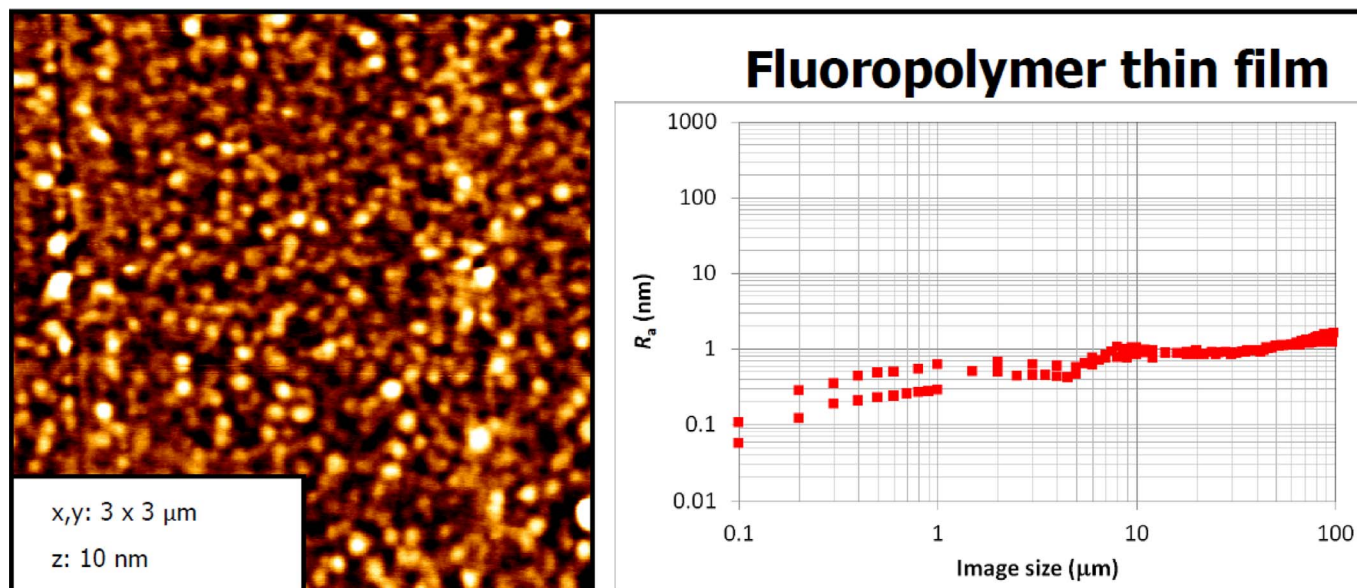 x,y: 3 x 3 μm
z: 10 nm
Fluoropolymer thin film
1000
100
10
1
0.1
0.01
Ra (nm)
0.1 1 10 100
Image size (μm)